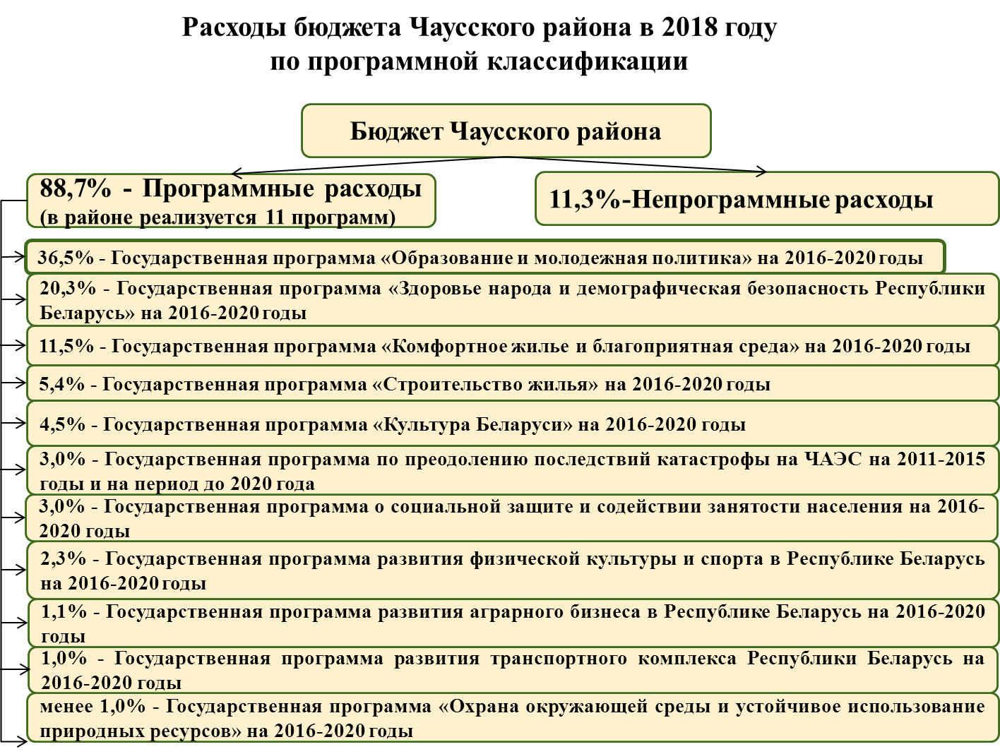 Расходы бюджета Чаусского района в 2018 году
по программной классификации
Бюджет Чаусского района
88,7% - Программные расходы
(в районе реализуется 11 программ)
11,3%-Непрограммные расходы
36,5% - Государственная программа «Образование и молодежная политика» на 2016-2020 годы
20,3% - Государственная программа «Здоровье народа и демографическая безопасность Республики
Беларусь» на 2016-2020 годы
11,5% - Государственная программа «Комфортное жилье и благоприятная среда» на 2016-2020 годы
5,4% - Государственная программа «Строительство жилья» на 2016-2020 годы
4,5% - Государственная программа «Культура Беларуси» на 2016-2020 годы
3,0% - Государственная программа по преодолению последствий катастрофы на ЧАЭС на 2011-2015
годы и на период до 2020 года
3,0% - Государственная программа о социальной защите и содействии занятости населения на 2016-
2020 годы
2,3% - Государственная программа развития физической культуры и спорта в Республике Беларусь
на 2016-2020 годы
1,1% - Государственная программа развития аграрного бизнеса в Республике Беларусь на 2016-2020
годы
1,0% - Государственная программа развития транспортного комплекса Республики Беларусь на
2016-2020 годы
менее 1,0% - Государственная программа «Охрана окружающей среды и устойчивое использование
природных ресурсов» на 2016-2020 годы